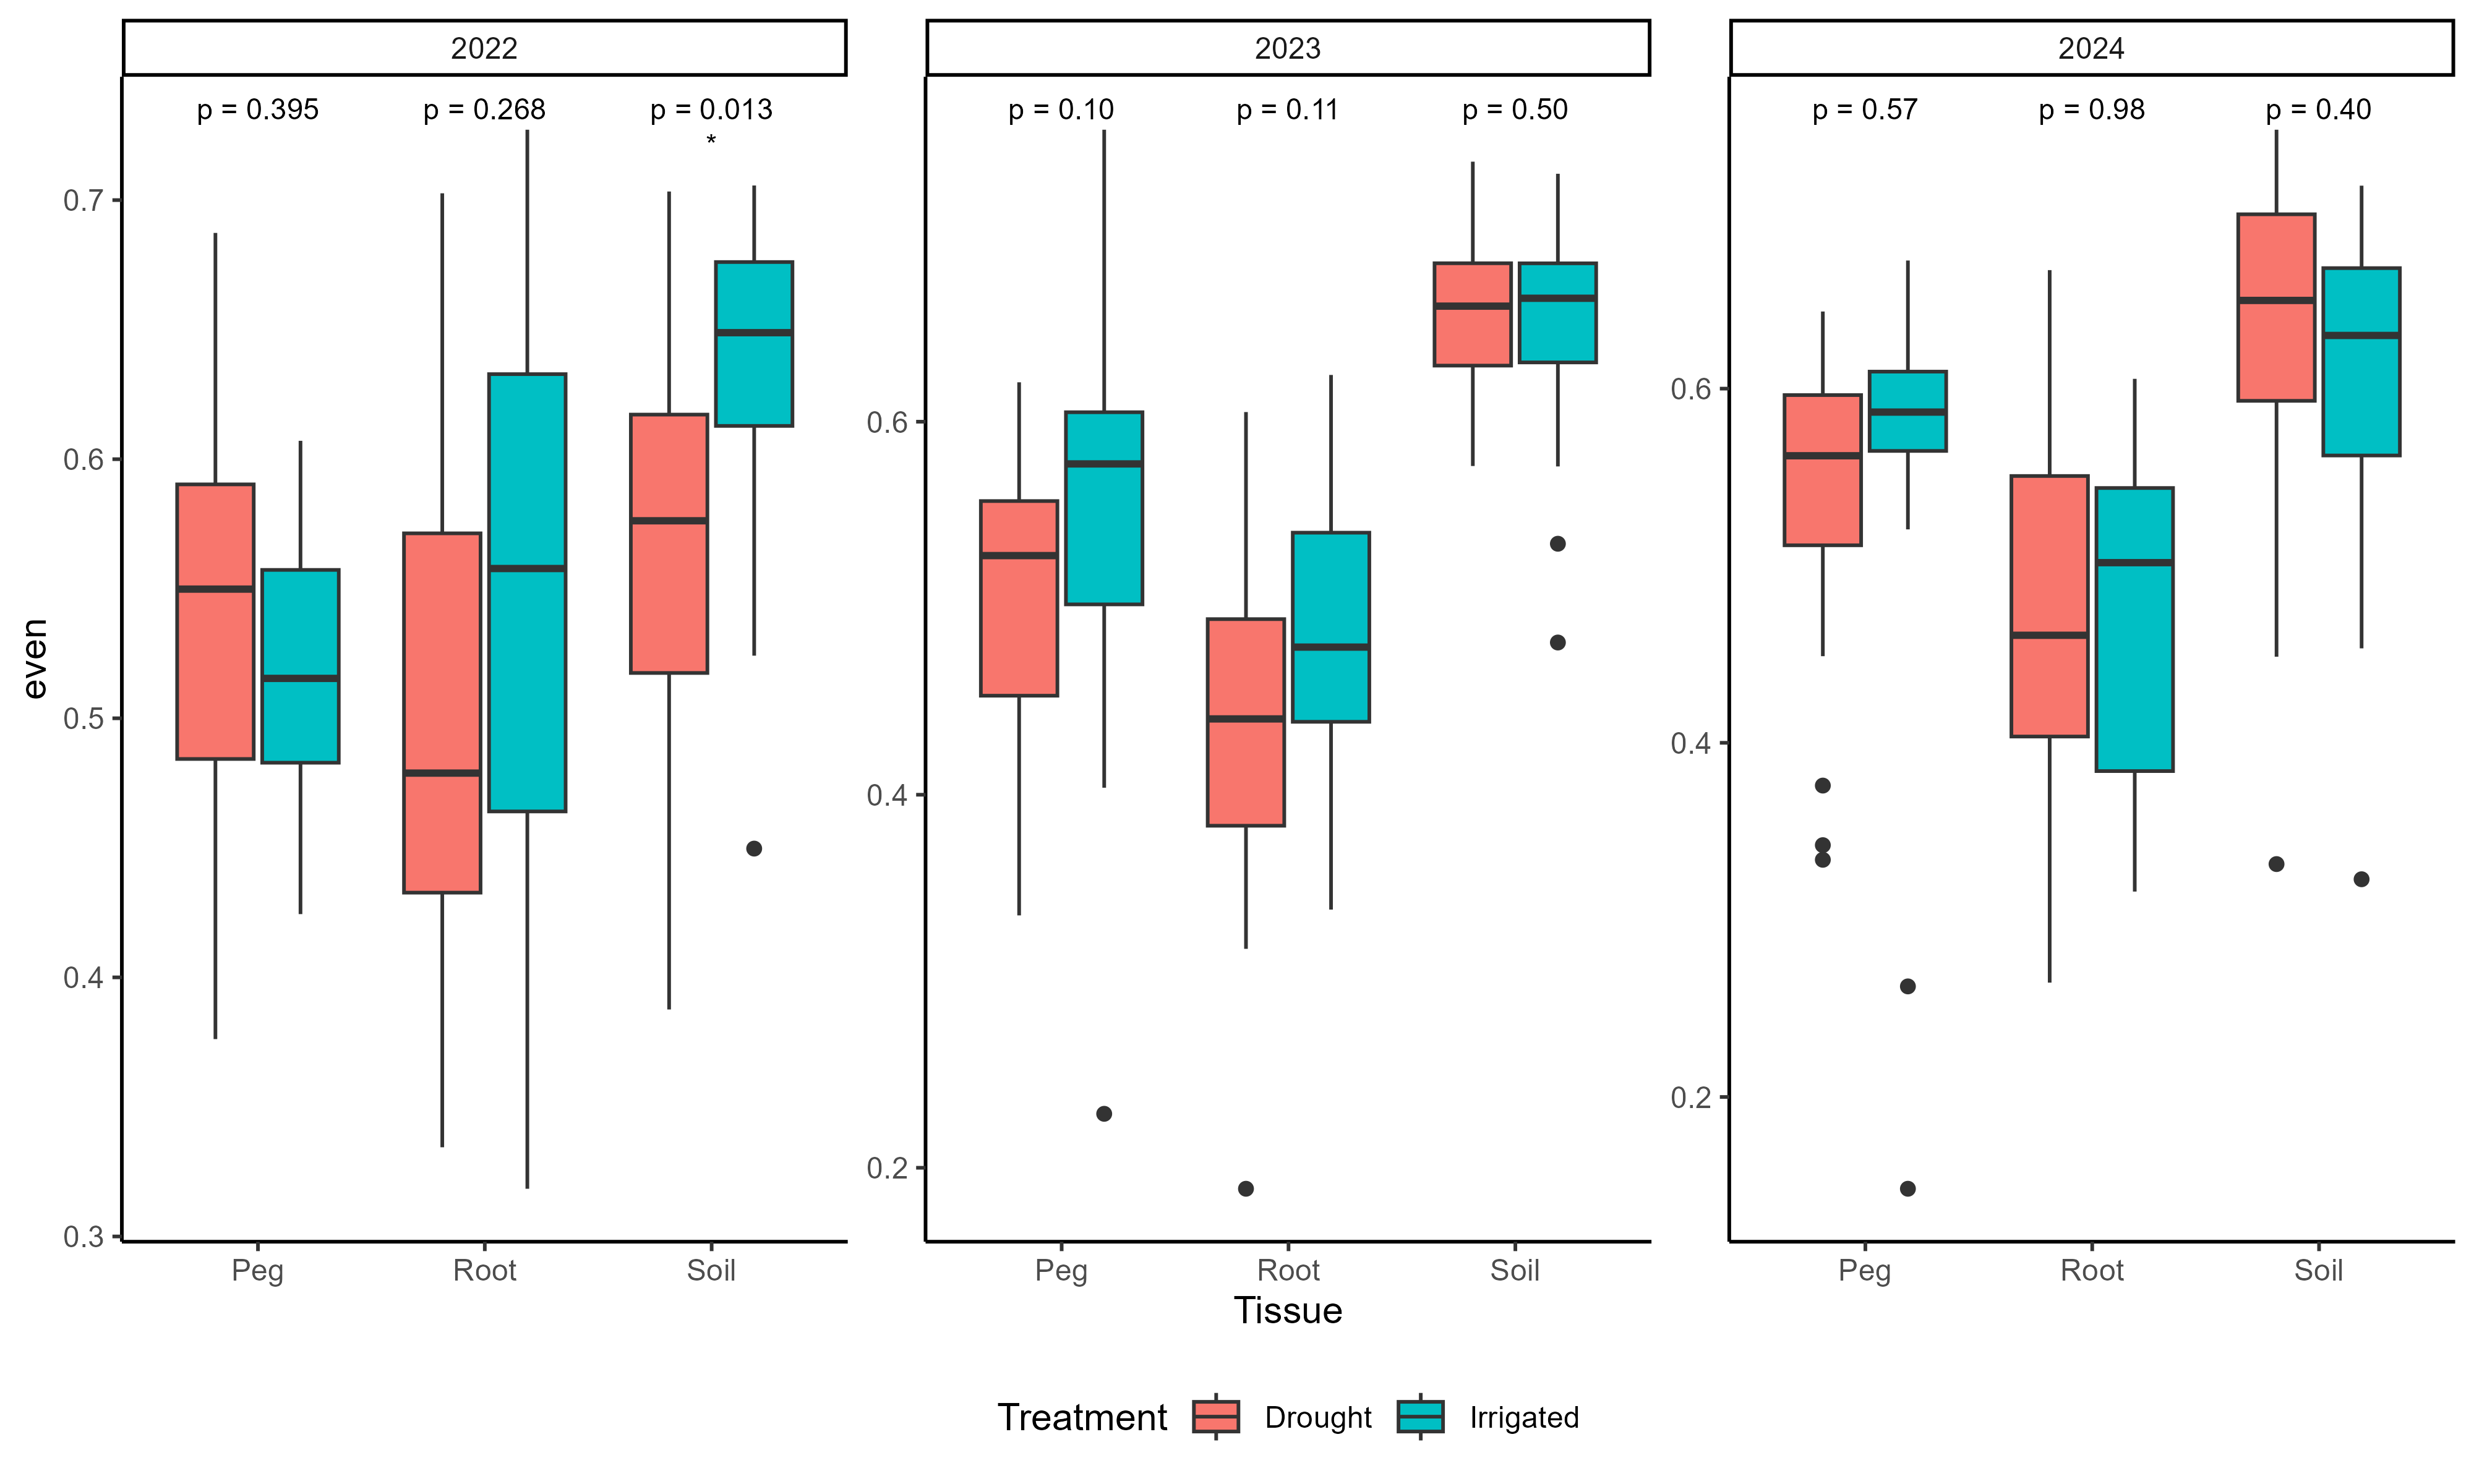 2022 2023 2024
p = 0.395 p = 0.268 p = 0.013 p = 0.10 p = 0.11 p = 0.50 p = 0.57 p = 0.98 p = 0.40
*
0.7
0.6
0.5
0.4
0.3
0.6
0.4
0.2
0.6
0.4
0.2
even
Peg Root Soil Peg Root Soil Peg Root Soil
Tissue
Treatment Drought Irrigated